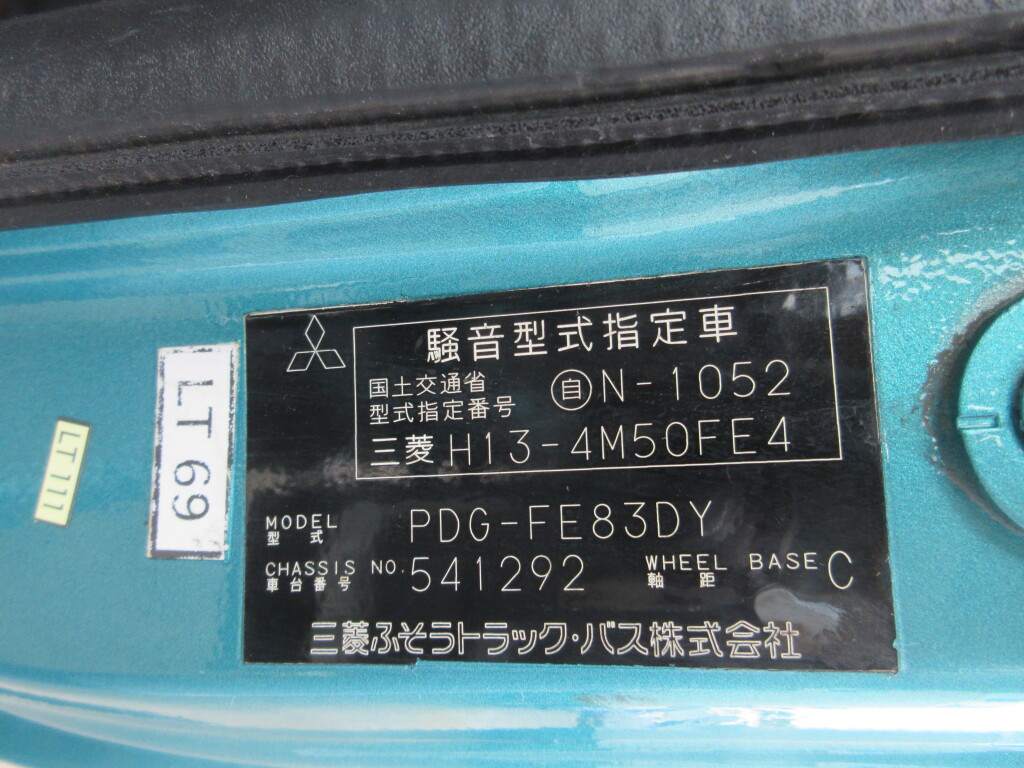 騒音型式指定車
国土交通省
型式指定番号 自 N-1052
三菱 H13-4M50FE4
MODEL
型式 PDG-FE83DY
CHASSIS NO. 541292 WHEEL BASE C
車台番号 軸距
三菱ふそうトラック・バス株式会社
LT 69
LT111